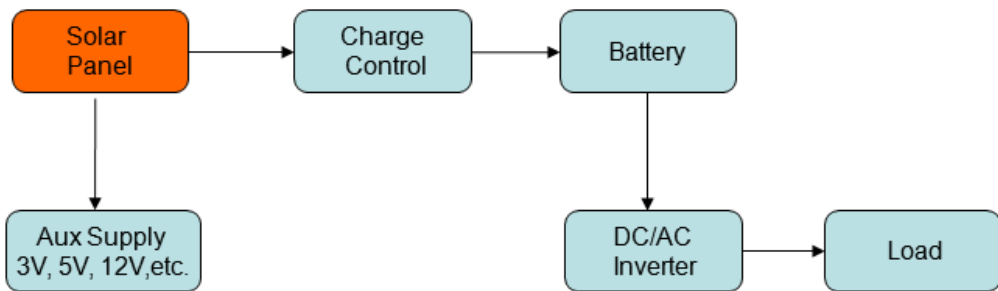 Solar
Panel
Charge
Control
Battery
Aux Supply
3V, 5V, 12V,etc.
DC/AC
Inverter
Load